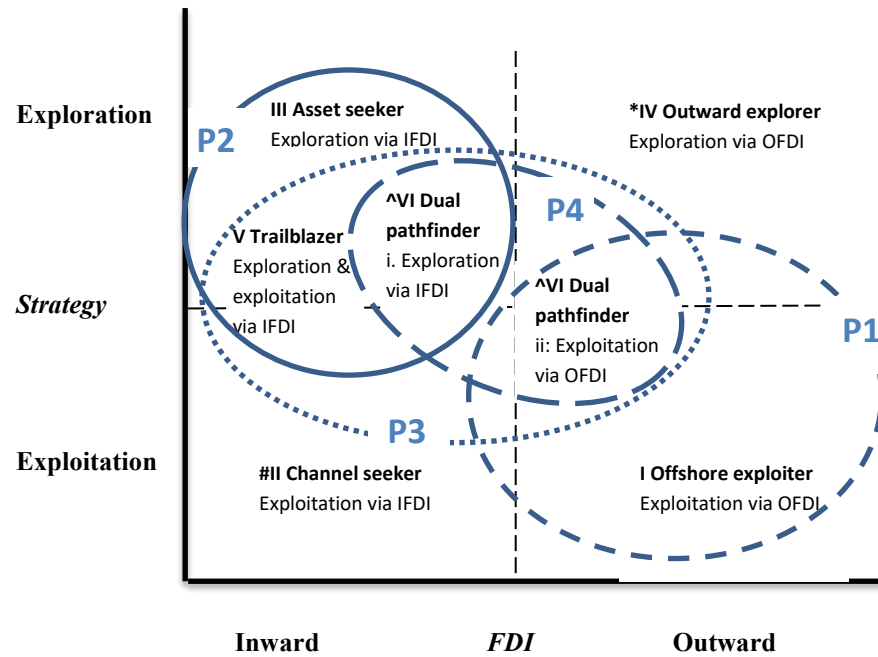 Exploration
III Asset seeker
Exploration via IFDI
*IV Outward explorer
Exploration via OFDI
P2
^VI Dual
pathfinder
i. Exploration
via IFDI
P4
V Trailblazer
Exploration &
exploitation
via IFDI
Strategy
^VI Dual
pathfinder
ii: Exploitation
via OFDI
P1
P3
Exploitation
#II Channel seeker
Exploitation via IFDI
I Offshore exploiter
Exploitation via OFDI
Inward
FDI
Outward